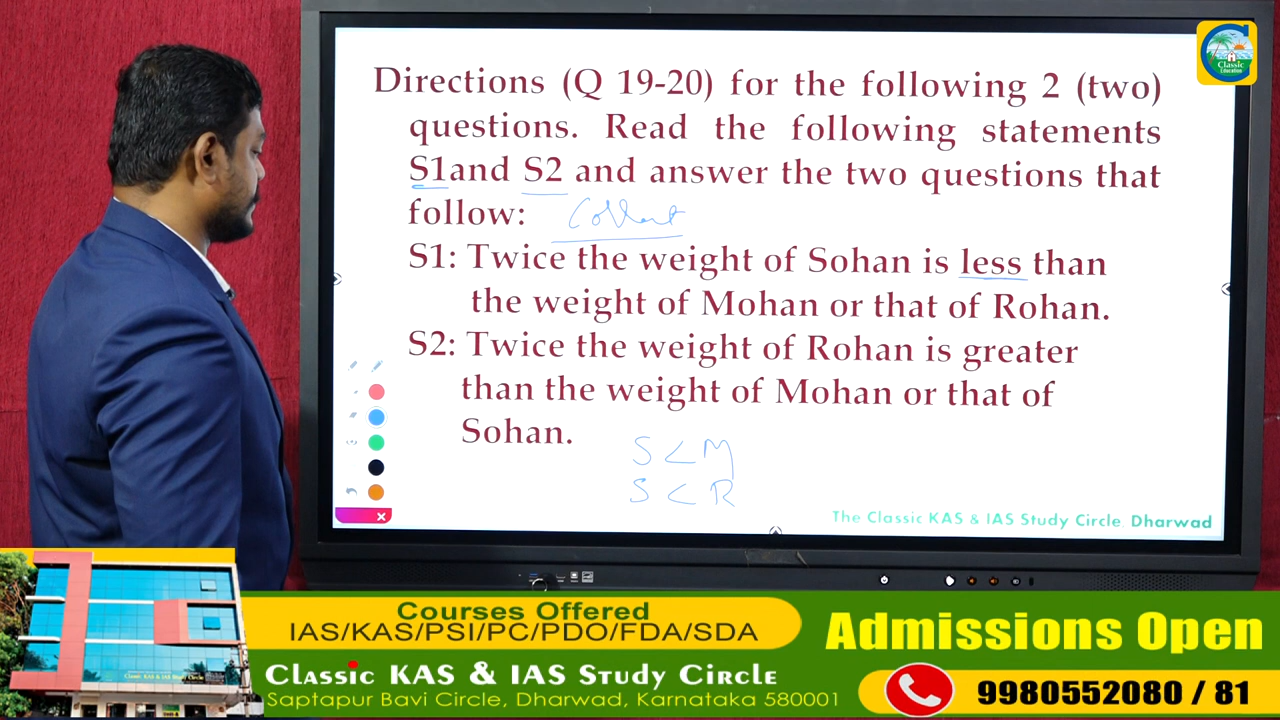 Directions (Q 19-20) for the following 2 (two)
questions. Read the following statements
S1and S2 and answer the two questions that
follow:
S1: Twice the weight of Sohan is less than
the weight of Mohan or that of Rohan.
S2: Twice the weight of Rohan is greater
than the weight of Mohan or that of
Sohan.
S < M
S < R
The Classic KAS & IAS Study Circle, Dharwad
Classic
Education
Courses Offered
IAS/KAS/PSI/PC/PDO/FDA/SDA
Classic KAS & IAS Study Circle
Saptapur Bavi Circle, Dharwad, Karnataka 580001
Admissions Open
9980552080 / 81